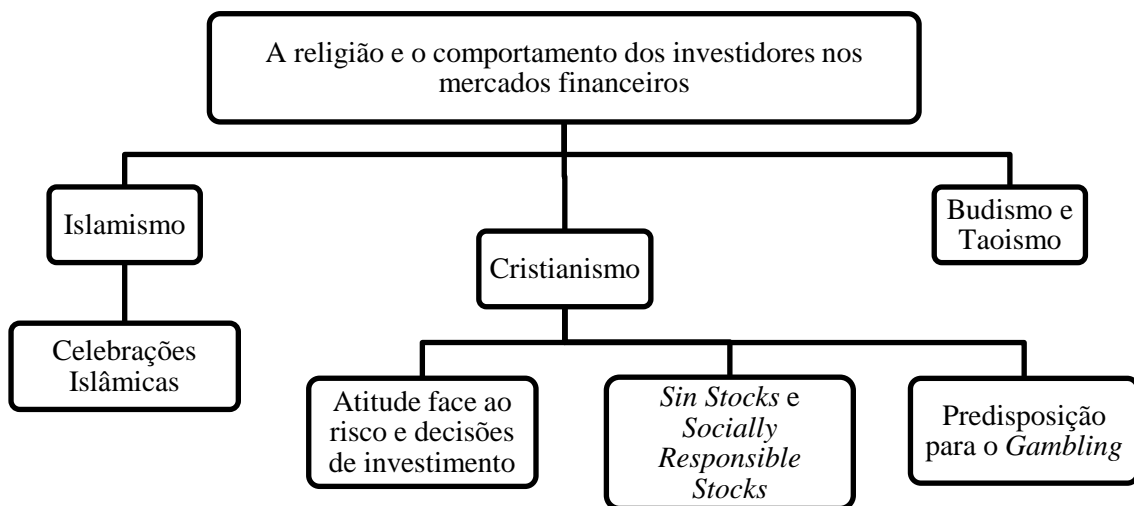 A religião e o comportamento dos investidores nos
mercados financeiros
Islamismo
Budismo e
Taoismo
Cristianismo
Celebrações
Islâmicas
Atitude face ao
risco e decisões
de investimento
Sin Stocks e
Socially
Responsible
Stocks
Predisposição
para o Gambling